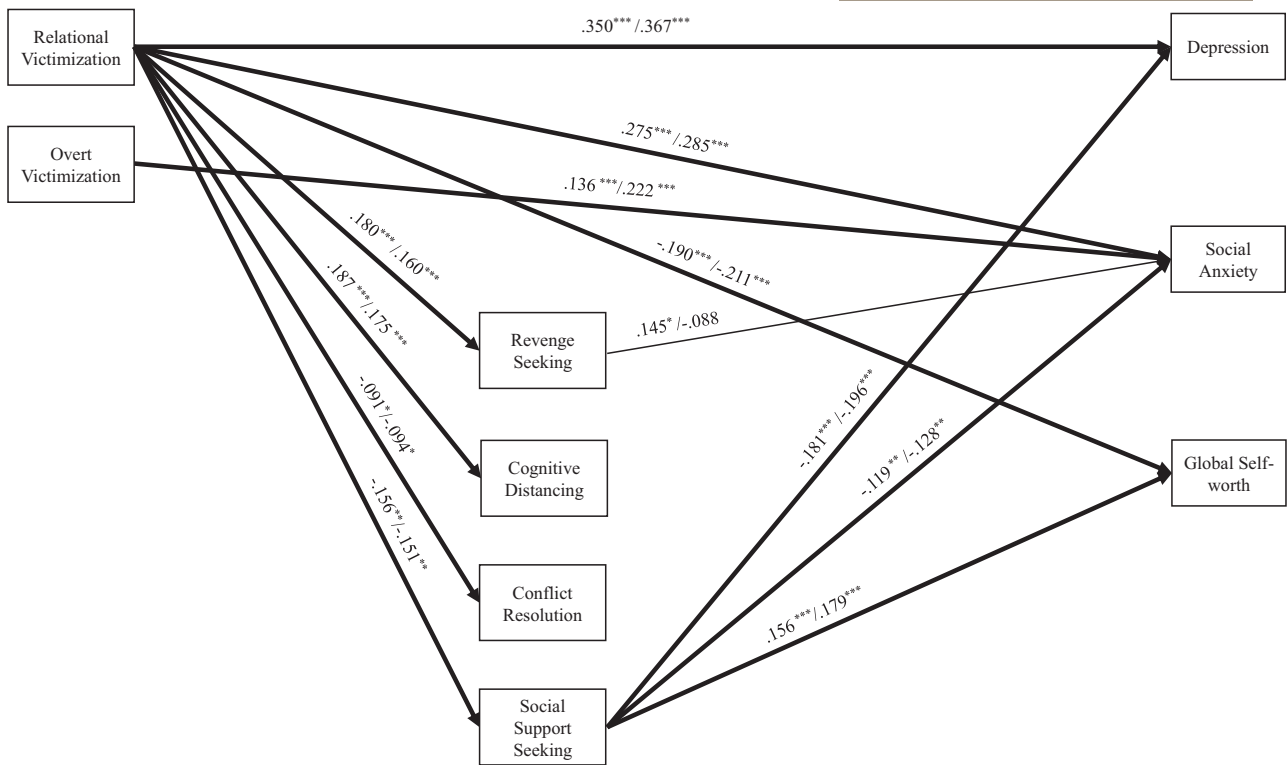 Relational
Victimization
.350***/.367***
Depression
Overt
Victimization
.275***/.285***
.136***/.222***
.180***/.160***
-.190***/-.211***
Social
Anxiety
.187***/.175***
Revenge
Seeking
.145*/-.088
-.091*/-.094*
-.181***/-.196***
-.119**/-.128**
Cognitive
Distancing
Global Self-
worth
-.156**/-.151**
Conflict
Resolution
.156***/.179***
Social
Support
Seeking